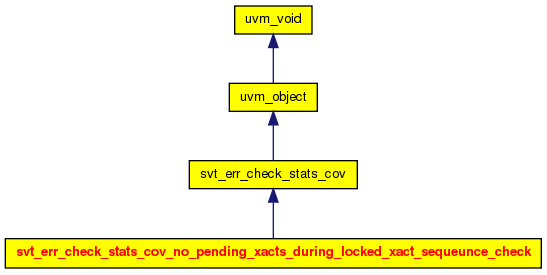 uvm_void
uvm_object
svt_err_check_stats_cov
svt_err_check_stats_cov_no_pending_xacts_during_locked_xact_sequeunce_check